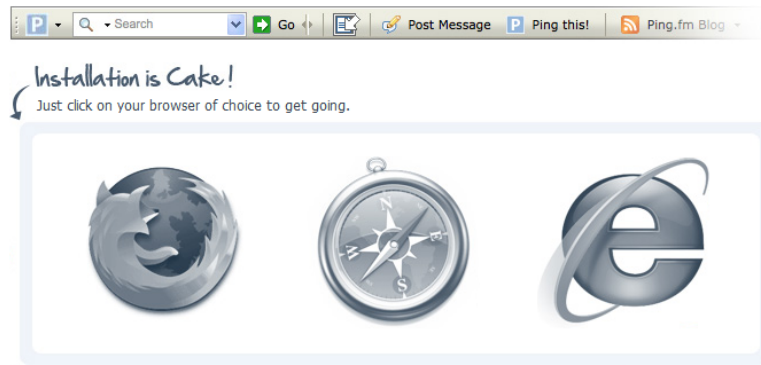 P Search Go Post Message P Ping this! Ping.fm Blog
Installation is Cake!
Just click on your browser of choice to get going.
N
E
W
S